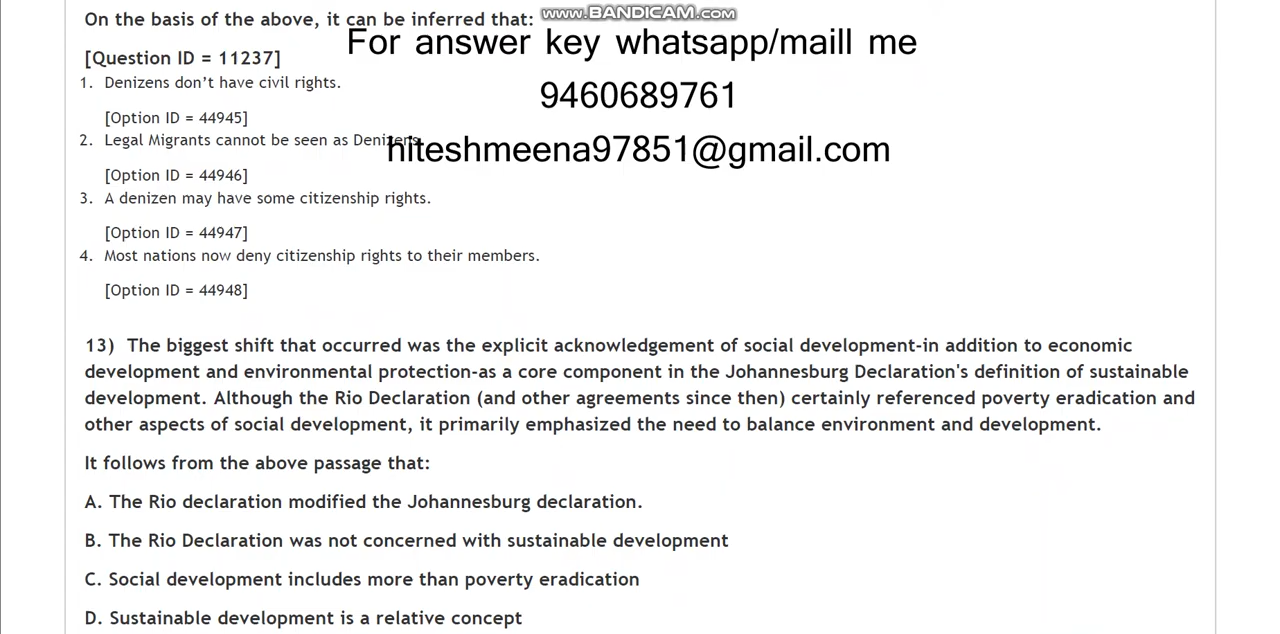 www.BANDICAM.com
On the basis of the above, it can be inferred that:
For answer key whatsapp/maill me
[Question ID = 11237]
1. Denizens don’t have civil rights.
9460689761
[Option ID = 44945]
2. Legal Migrants cannot be seen as Denizens.
hiteshmeena97851@gmail.com
[Option ID = 44946]
3. A denizen may have some citizenship rights.
[Option ID = 44947]
4. Most nations now deny citizenship rights to their members.
[Option ID = 44948]
13) The biggest shift that occurred was the explicit acknowledgement of social development-in addition to economic
development and environmental protection-as a core component in the Johannesburg Declaration's definition of sustainable
development. Although the Rio Declaration (and other agreements since then) certainly referenced poverty eradication and
other aspects of social development, it primarily emphasized the need to balance environment and development.
It follows from the above passage that:
A. The Rio declaration modified the Johannesburg declaration.
B. The Rio Declaration was not concerned with sustainable development
C. Social development includes more than poverty eradication
D. Sustainable development is a relative concept